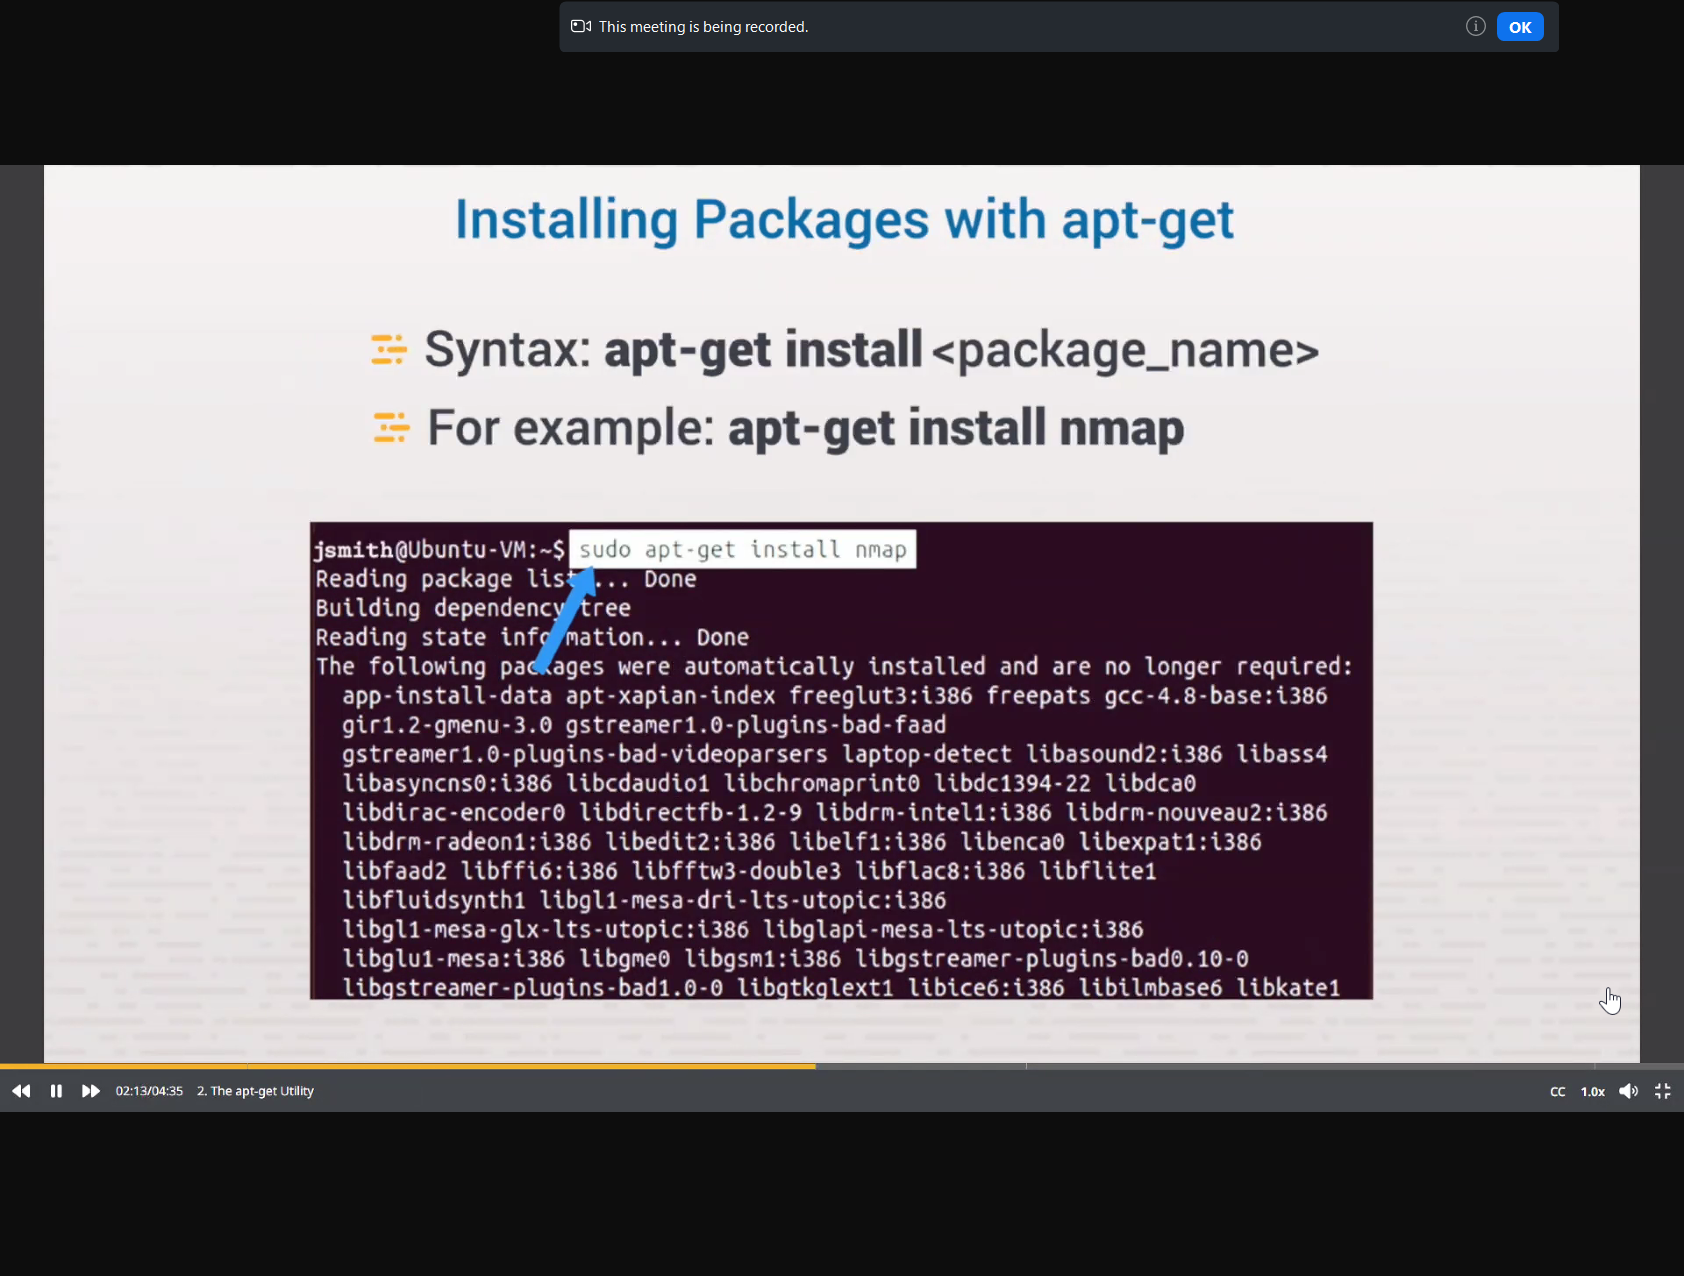 This meeting is being recorded.
OK
Installing Packages with apt-get
Syntax: apt-get install <package_name>
For example: apt-get install nmap
jsmith@Ubuntu-VM:~$ sudo apt-get install nmap
Reading package lists... Done
Building dependency tree
Reading state information... Done
The following packages were automatically installed and are no longer required:
app-install-data apt-xapian-index freeglut3:i386 freepats gcc-4.8-base:i386
gir1.2-gmenu-3.0 gstreamer1.0-plugins-bad-faad
gstreamer1.0-plugins-bad-videoparsers laptop-detect libasound2:i386 libass4
libasyncns0:i386 libcdaudio1 libchromaprint0 libdc1394-22 libdca0
libdirac-encoder0 libdirectfb-1.2-9 libdrm-intel1:i386 libdrm-nouveau2:i386
libdrm-radeon1:i386 libedit2:i386 libelf1:i386 libenca0 libexpat1:i386
libfaad2 libffi6:i386 libfftw3-double3 libflac8:i386 libflite1
libfluidsynth1 libgl1-mesa-dri-lts-utopic:i386
libgl1-mesa-glx-lts-utopic:i386 libglapi-mesa-lts-utopic:i386
libglu1-mesa:i386 libgme0 libgsm1:i386 libgstreamer-plugins-bad0.10-0
libgstreamer-plugins-bad1.0-0 libgtkglext1 libice6:i386 libilmbase6 libkate1
02:13/04:35 2. The apt-get Utility
CC 1.0x